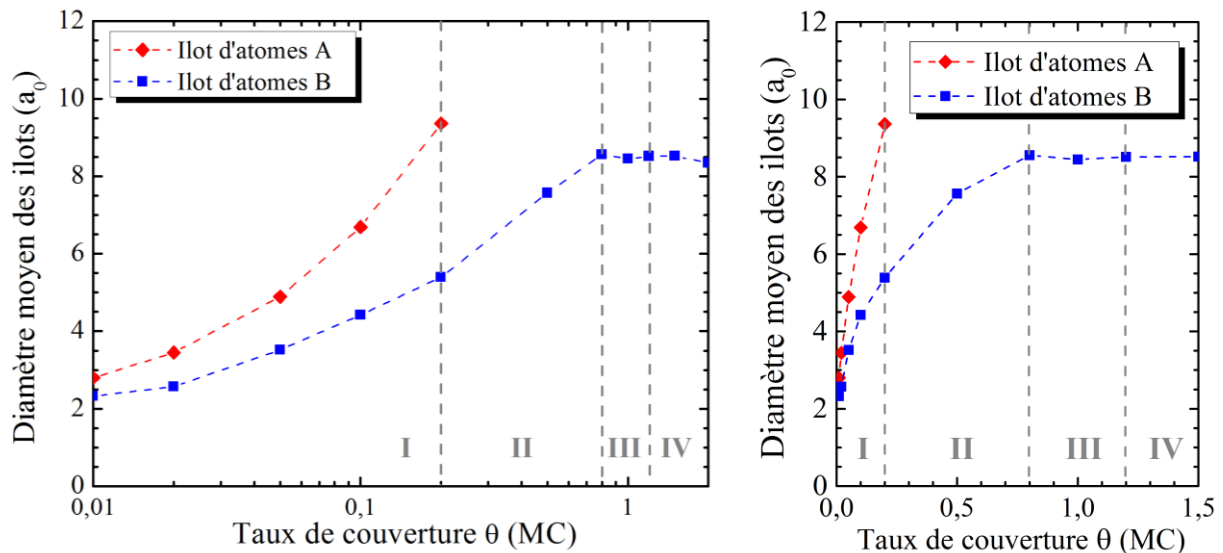 Diamètre moyen des ilots (a0)
12
10
8
6
4
2
0
Ilot d'atomes A
Ilot d'atomes B
I
II
III
IV
0,01
0,1
1
Taux de couverture θ (MC)
Diamètre moyen des ilots (a0)
12
10
8
6
4
2
0
Ilot d'atomes A
Ilot d'atomes B
I
II
III
IV
0,0
0,5
1,0
1,5
Taux de couverture θ (MC)